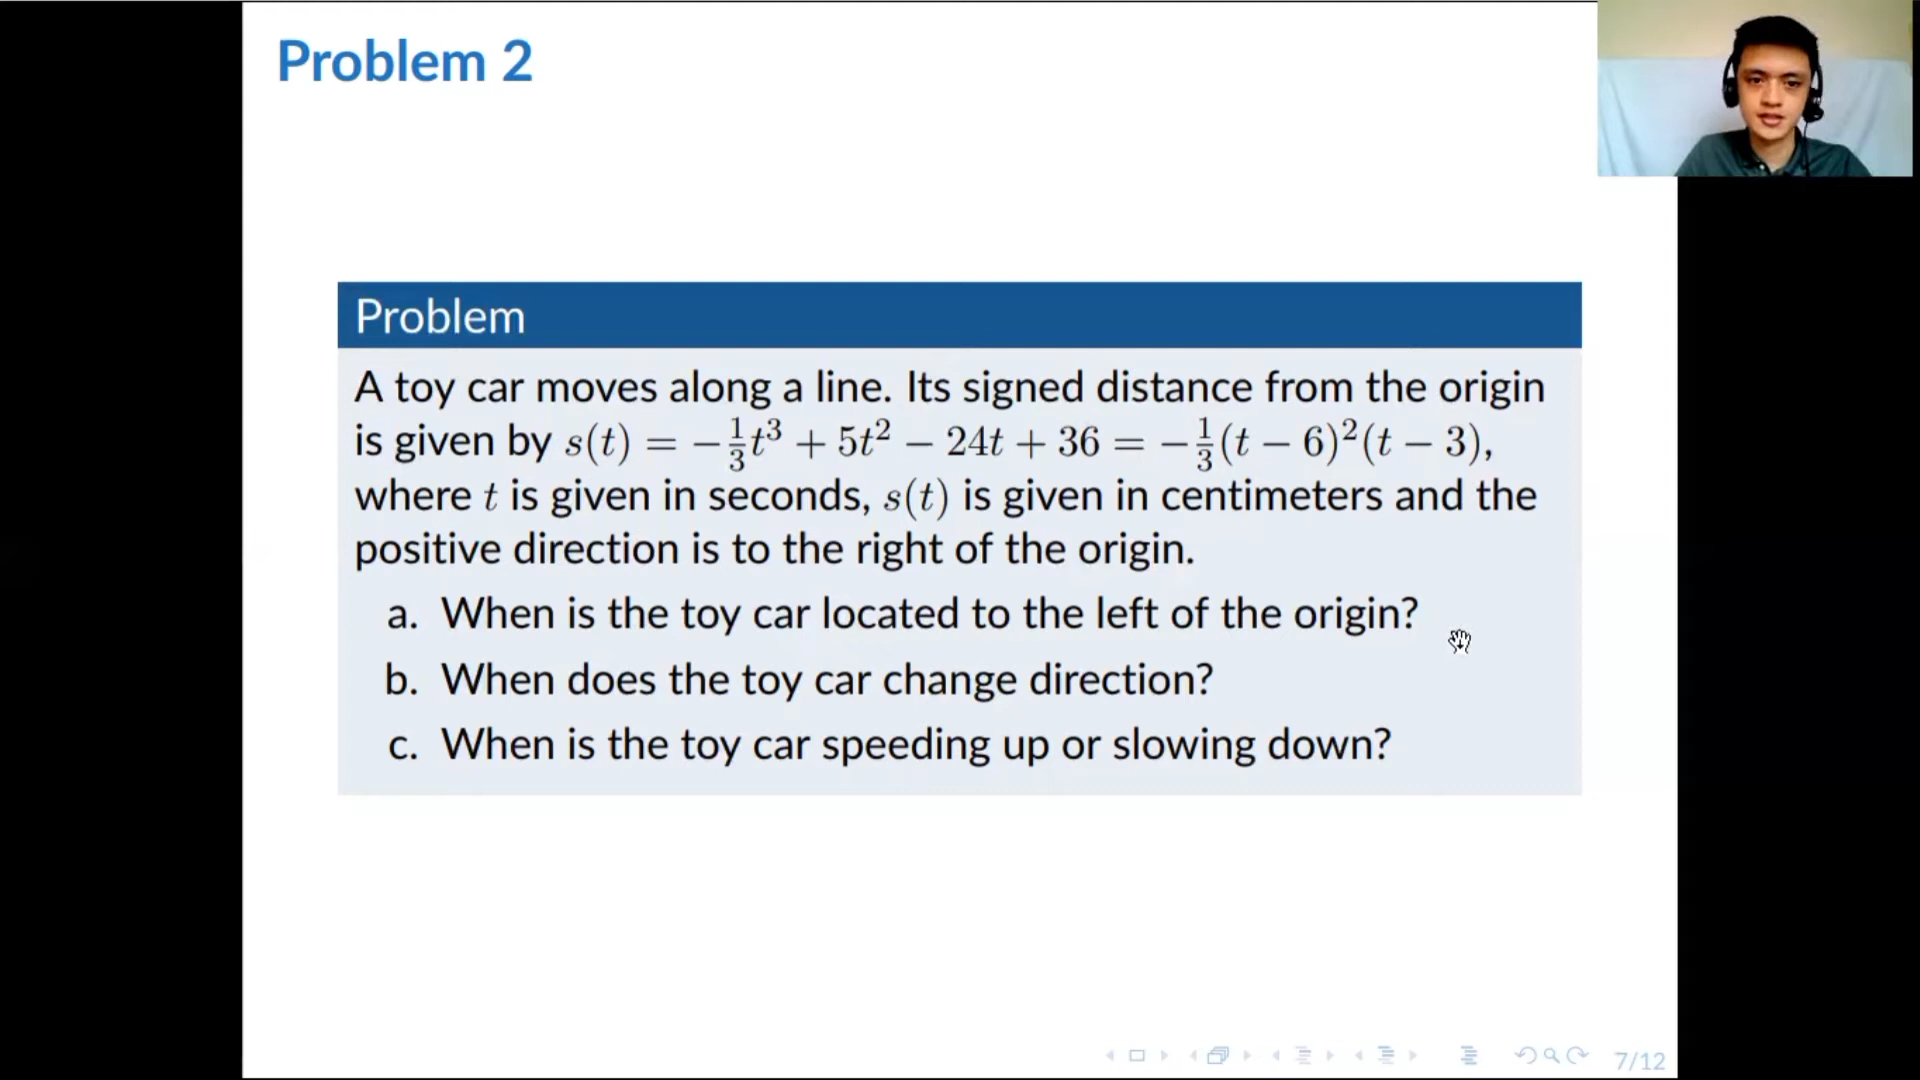 Problem 2
Problem
A toy car moves along a line. Its signed distance from the origin
is given by s(t) = −⅓t³ + 5t² − 24t + 36 = −⅓(t − 6)²(t − 3),
where t is given in seconds, s(t) is given in centimeters and the
positive direction is to the right of the origin.
a. When is the toy car located to the left of the origin?
b. When does the toy car change direction?
c. When is the toy car speeding up or slowing down?
7/12